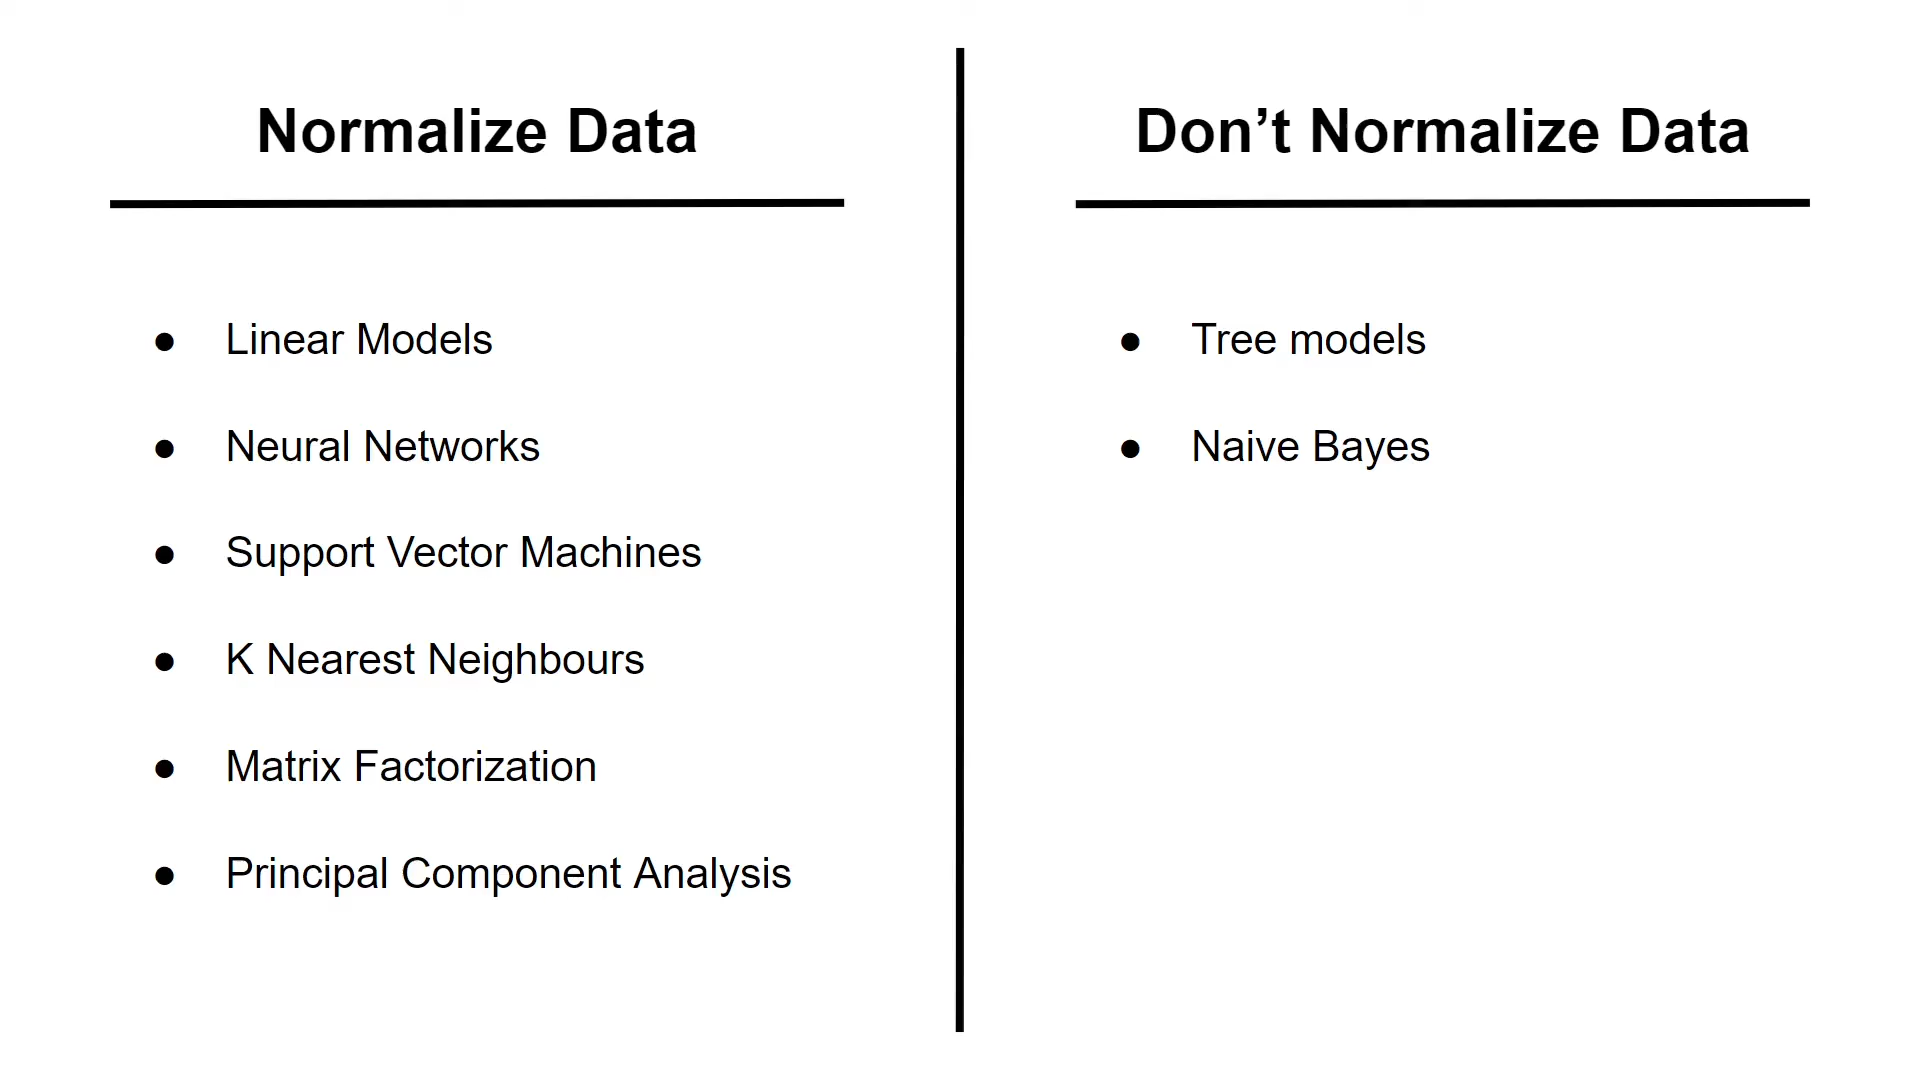 Normalize Data
● Linear Models
● Neural Networks
● Support Vector Machines
● K Nearest Neighbours
● Matrix Factorization
● Principal Component Analysis
Don’t Normalize Data
● Tree models
● Naive Bayes